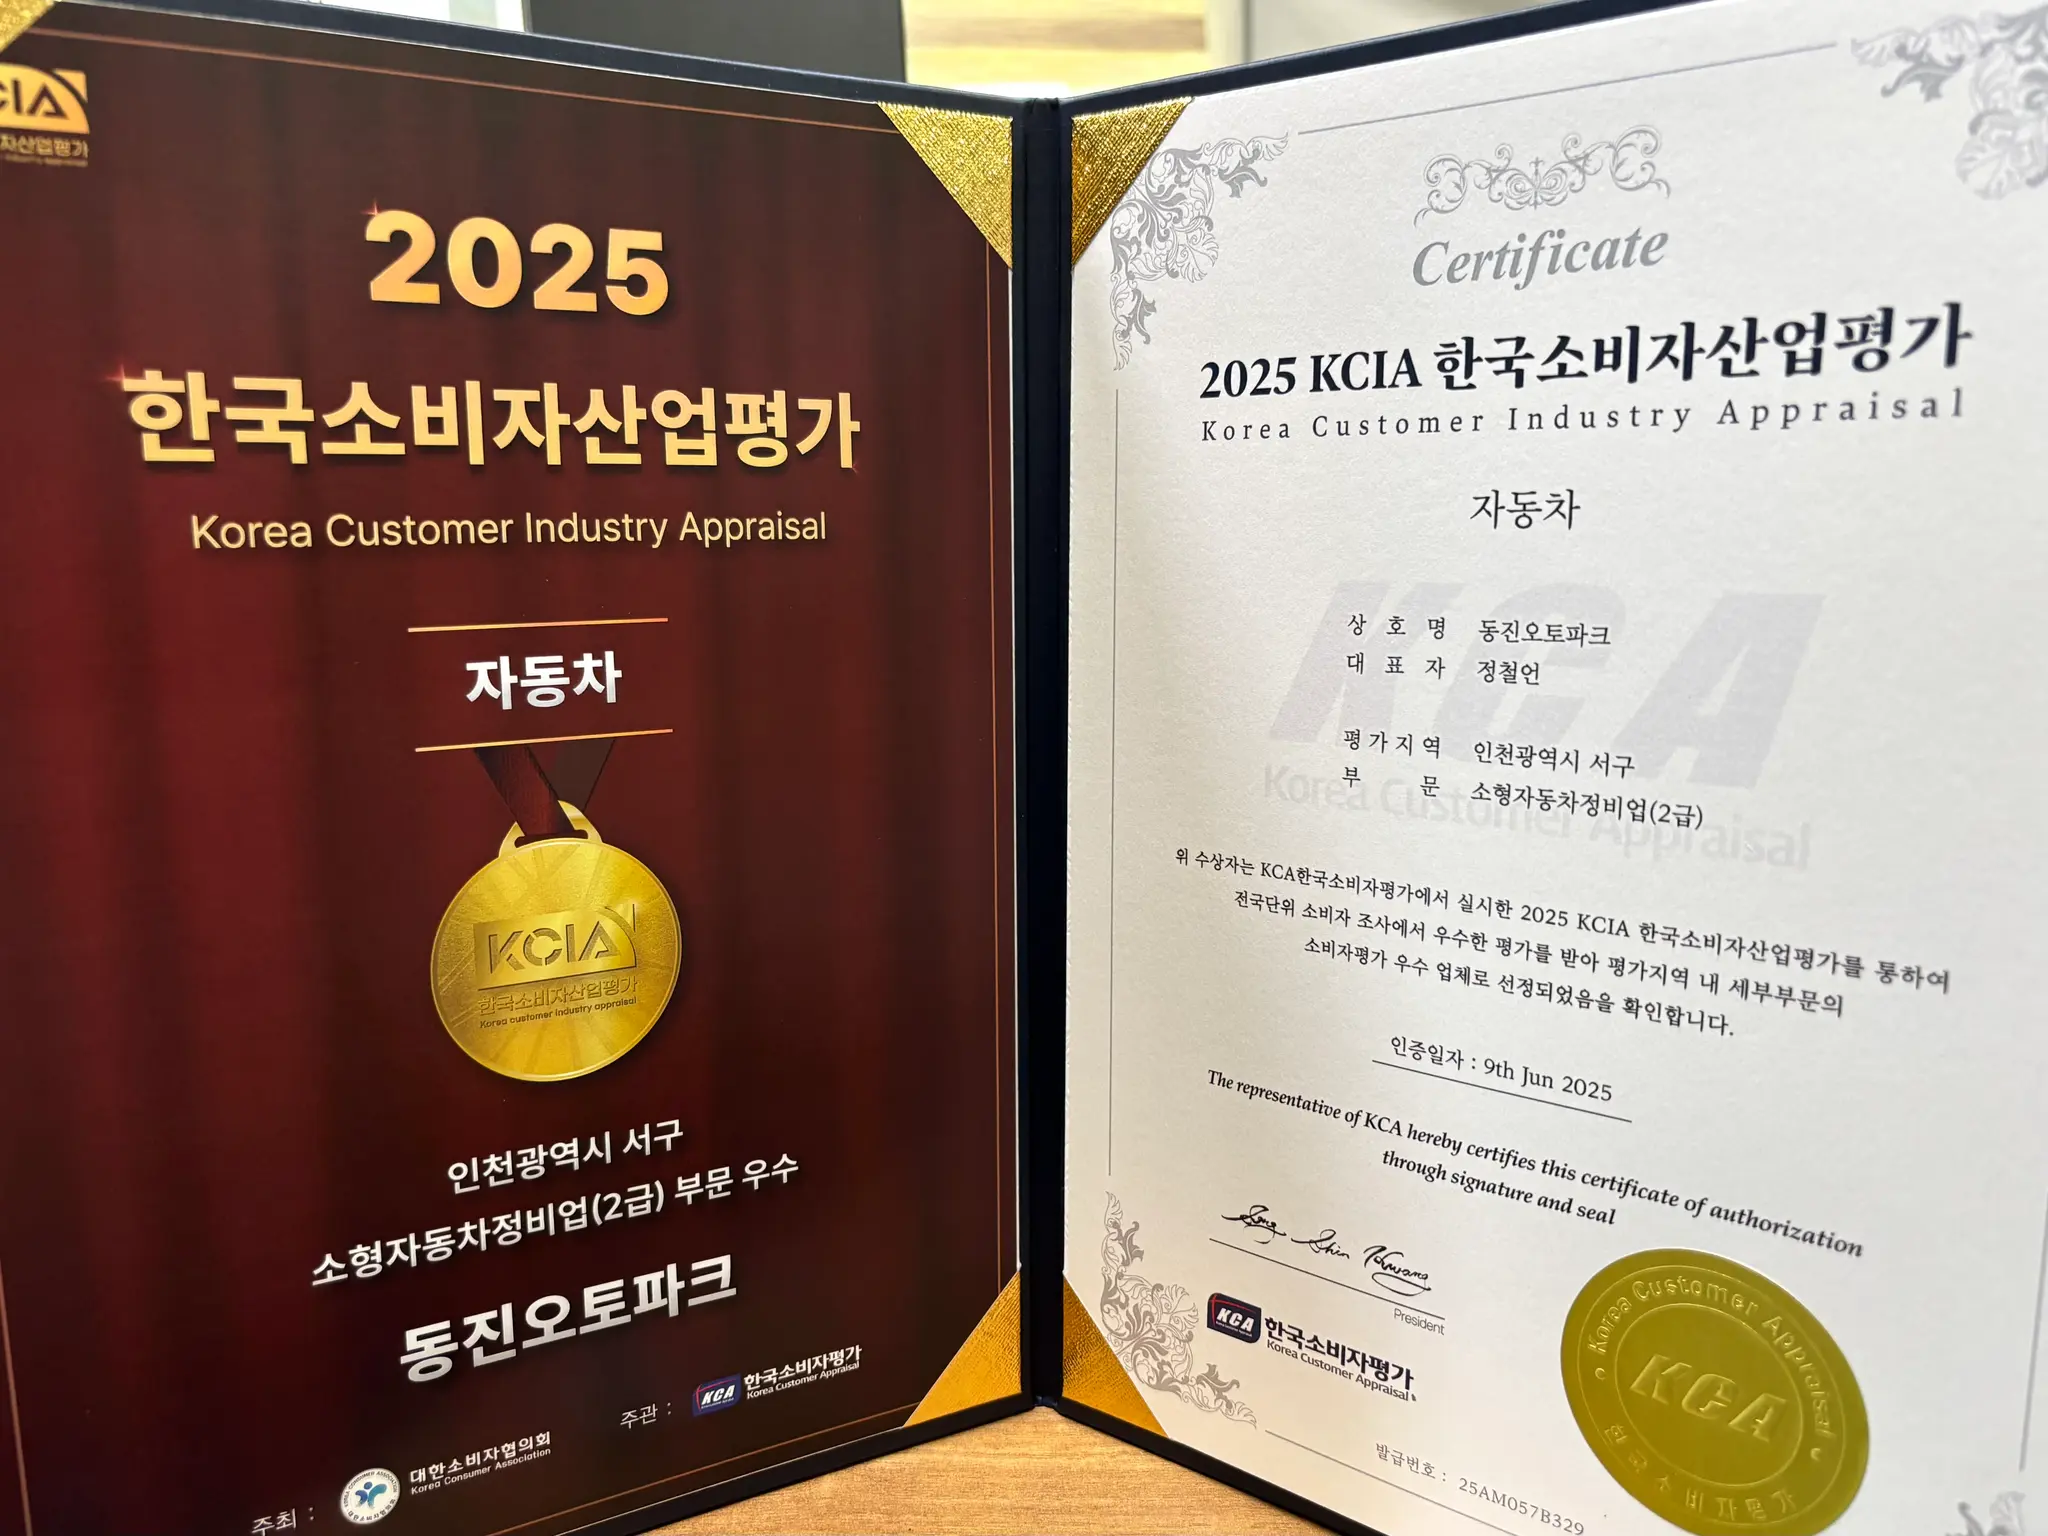 CIA
자산업평가
2025
한국소비자산업평가
Korea Customer Industry Appraisal
자동차
KCIA
한국소비자산업평가
Korea customer industry appraisal
인천광역시 서구
소형자동차정비업(2급) 부문 우수
동진오토파크
주관 :
KCA
한국소비자평가
Korea Customer Appraisal
주최 :
대한소비자협의회
Korea Consumer Association
Certificate
2025 KCIA 한국소비자산업평가
Korea Customer Industry Appraisal
자동차
KCA
Korea Customer Appraisal
상 호 명 동진오토파크
대 표 자 정철언
평가지역 인천광역시 서구
부 문 소형자동차정비업(2급)
위 수상자는 KCA한국소비자평가에서 실시한 2025 KCIA 한국소비자산업평가를 통하여
전국단위 소비자 조사에서 우수한 평가를 받아 평가지역 내 세부부문의
소비자평가 우수 업체로 선정되었음을 확인합니다.
인증일자 : 9th Jun 2025
The representative of KCA hereby certifies this certificate of authorization
through signature and seal
President
KCA
한국소비자평가
Korea Customer Appraisal
발급번호 : 25AM057B329
Korea Customer Appraisal
KCA
한국소비자평가